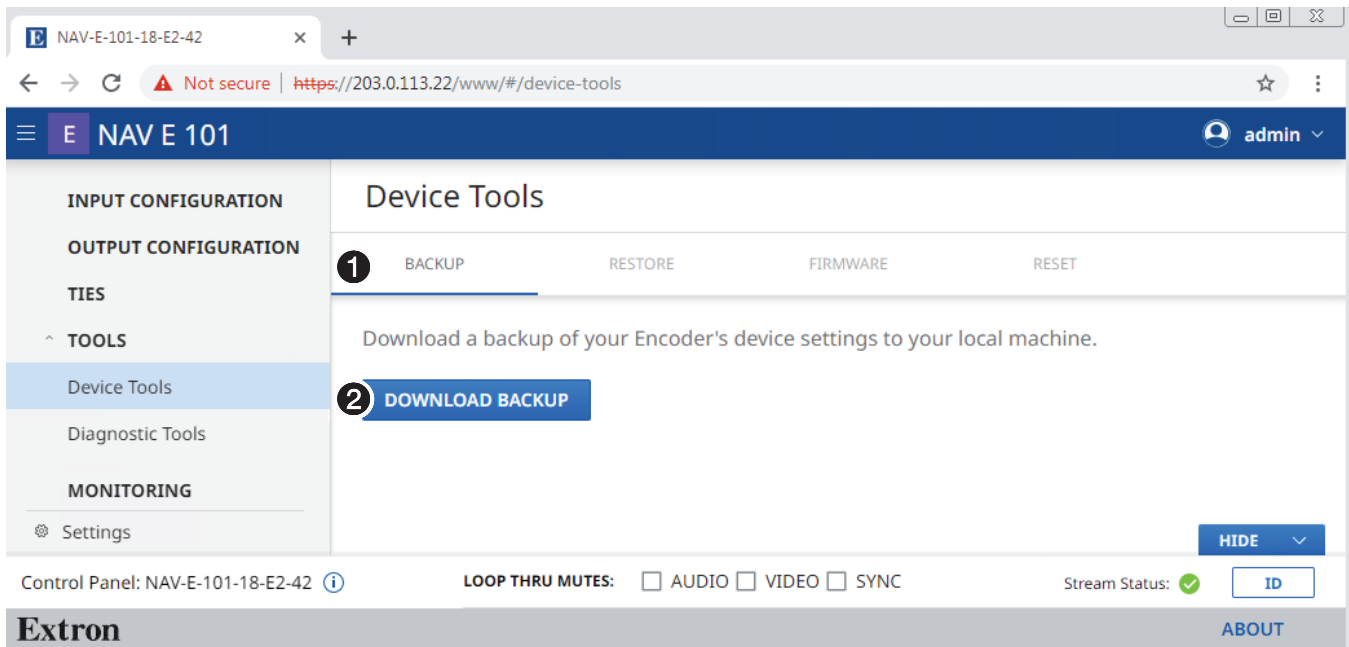 NAV-E-101-18-E2-42
Not secure | https://203.0.113.22/www/#/device-tools
E NAV E 101
admin
INPUT CONFIGURATION
OUTPUT CONFIGURATION
TIES
TOOLS
Device Tools
Diagnostic Tools
MONITORING
Settings
Device Tools
1 BACKUP RESTORE FIRMWARE RESET
Download a backup of your Encoder's device settings to your local machine.
2 DOWNLOAD BACKUP
HIDE
Control Panel: NAV-E-101-18-E2-42 LOOP THRU MUTES: AUDIO VIDEO SYNC Stream Status: ID
Extron ABOUT